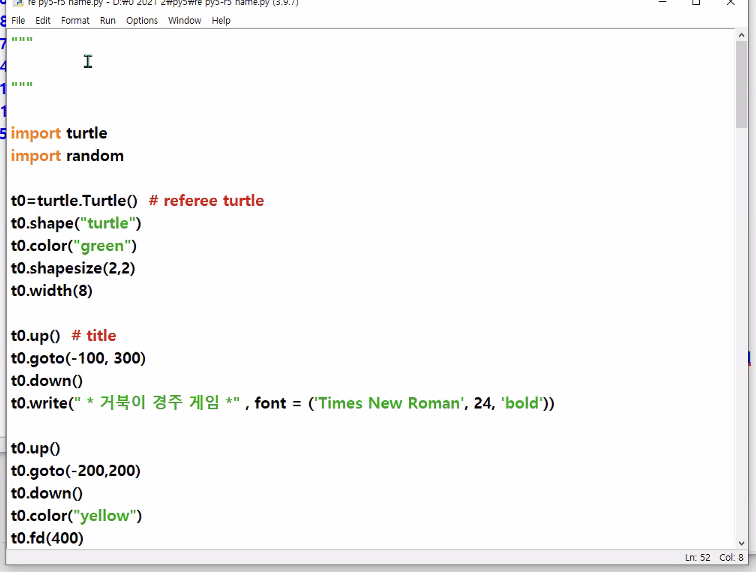 re py5-r5 name.py - D:\0 2021 2\py5\re py5-r5 name.py (3.9.7)
File Edit Format Run Options Window Help
"""
"""
import turtle
import random
t0=turtle.Turtle() # referee turtle
t0.shape("turtle")
t0.color("green")
t0.shapesize(2,2)
t0.width(8)
t0.up() # title
t0.goto(-100, 300)
t0.down()
t0.write(" * 거북이 경주 게임 *" , font = ('Times New Roman', 24, 'bold'))
t0.up()
t0.goto(-200,200)
t0.down()
t0.color("yellow")
t0.fd(400)
Ln: 52 Col: 8